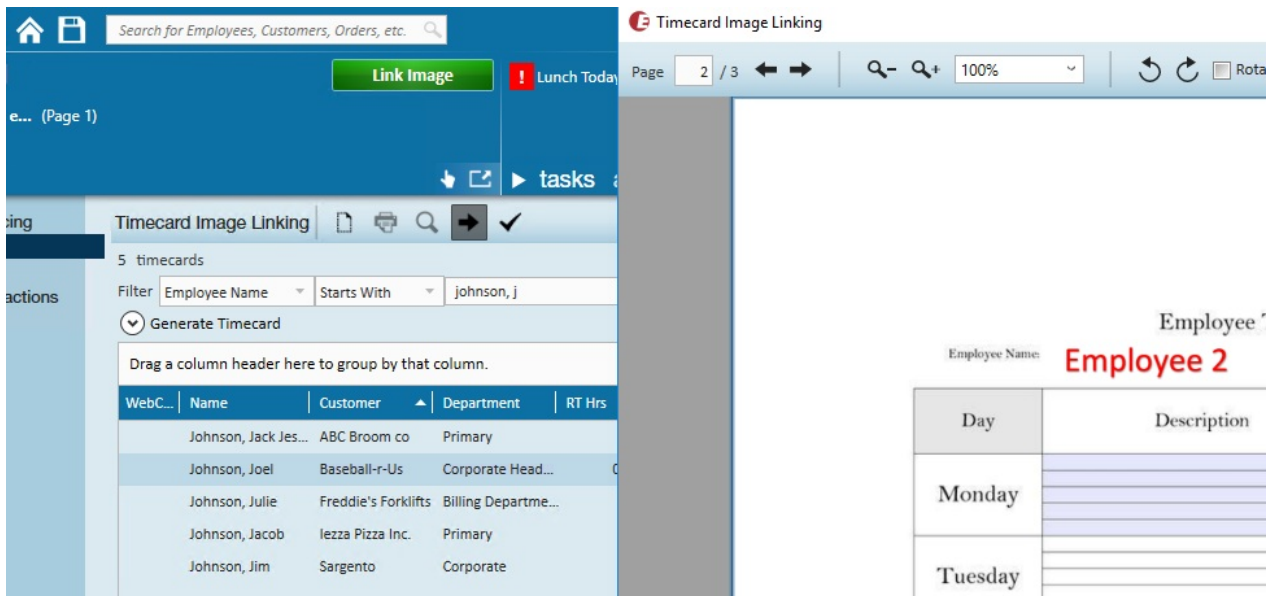 Search for Employees, Customers, Orders, etc.
Link Image
! Lunch Today
e... (Page 1)
tasks
cing
Timecard Image Linking
5 timecards
actions
Filter Employee Name Starts With johnson, j
Generate Timecard
Drag a column header here to group by that column.
WebC... Name Customer Department RT Hrs
Johnson, Jack Jes... ABC Broom co Primary
Johnson, Joel Baseball-r-Us Corporate Head... 0
Johnson, Julie Freddie's Forklifts Billing Departme...
Johnson, Jacob Iezza Pizza Inc. Primary
Johnson, Jim Sargento Corporate
Timecard Image Linking
Page 2 / 3 100% Rota
Employee T
Employee Name: Employee 2
Day Description
Monday
Tuesday